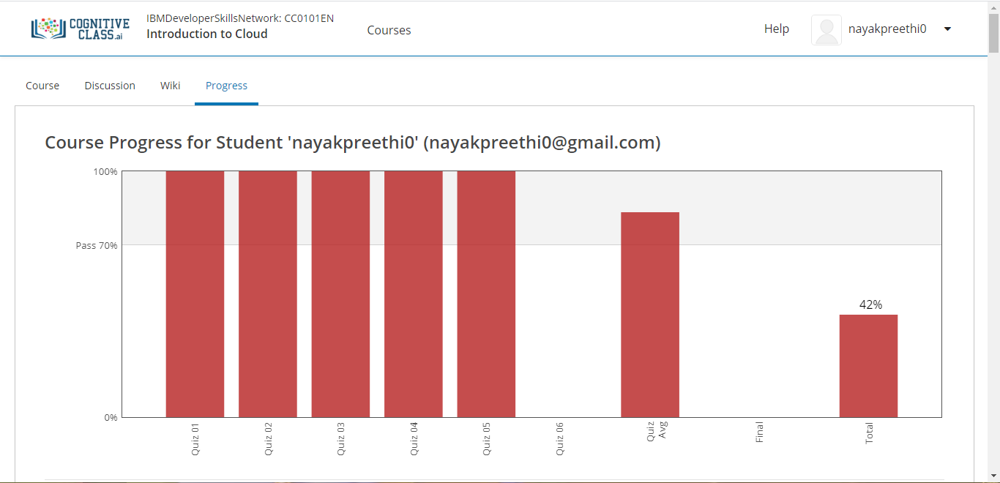 COGNITIVE
CLASS.ai
IBMDeveloperSkillsNetwork: CC0101EN
Introduction to Cloud
Courses
Help
nayakpreethi0
Course
Discussion
Wiki
Progress
Course Progress for Student 'nayakpreethi0' (nayakpreethi0@gmail.com)
100%
Pass 70%
0%
42%
Quiz 01
Quiz 02
Quiz 03
Quiz 04
Quiz 05
Quiz 06
Quiz
Avg
Final
Total